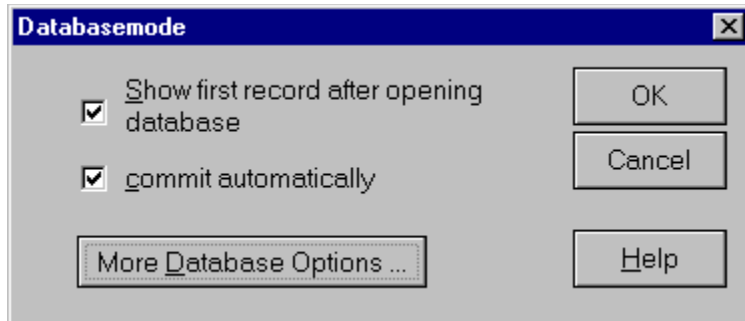 Databasemode
Show first record after opening
database
OK
commit automatically
Cancel
More Database Options ...
Help